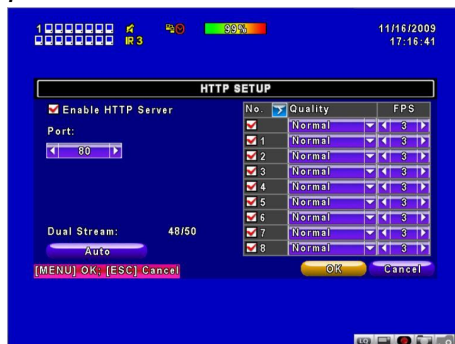 1 11/16/2009
IR 3 99% 17:16:41
HTTP SETUP
Enable HTTP Server
Port:
80
Dual Stream: 48/50
Auto
No. Quality FPS
Normal 3
1 Normal 3
2 Normal 3
3 Normal 3
4 Normal 3
5 Normal 3
6 Normal 3
7 Normal 3
8 Normal 3
[MENU] OK; [ESC] Cancel
OK Cancel